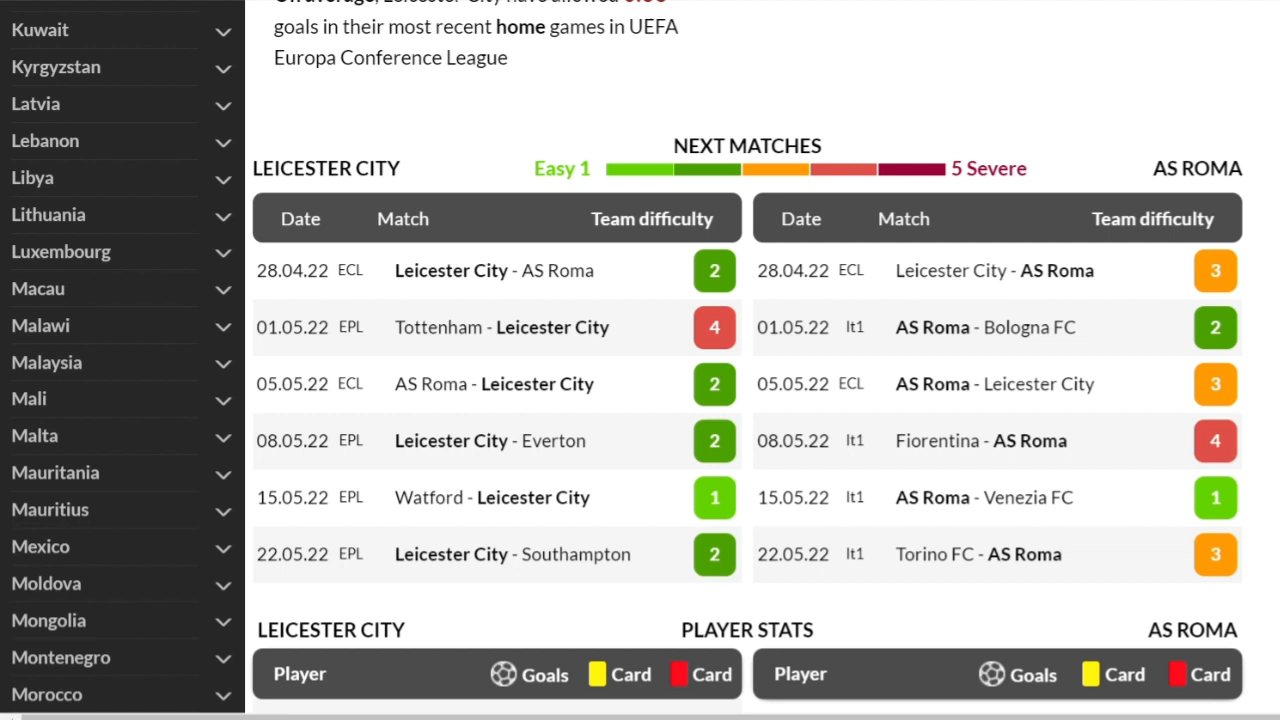 Kuwait
Kyrgyzstan
Latvia
Lebanon
Libya
Lithuania
Luxembourg
Macau
Malawi
Malaysia
Mali
Malta
Mauritania
Mauritius
Mexico
Moldova
Mongolia
Montenegro
Morocco
goals in their most recent home games in UEFA
Europa Conference League
NEXT MATCHES
LEICESTER CITY Easy 1 5 Severe AS ROMA
Date Match Team difficulty Date Match Team difficulty
28.04.22 ECL Leicester City - AS Roma 2 28.04.22 ECL Leicester City - AS Roma 3
01.05.22 EPL Tottenham - Leicester City 4 01.05.22 It1 AS Roma - Bologna FC 2
05.05.22 ECL AS Roma - Leicester City 2 05.05.22 ECL AS Roma - Leicester City 3
08.05.22 EPL Leicester City - Everton 2 08.05.22 It1 Fiorentina - AS Roma 4
15.05.22 EPL Watford - Leicester City 1 15.05.22 It1 AS Roma - Venezia FC 1
22.05.22 EPL Leicester City - Southampton 2 22.05.22 It1 Torino FC - AS Roma 3
LEICESTER CITY PLAYER STATS AS ROMA
Player Goals Card Card Player Goals Card Card